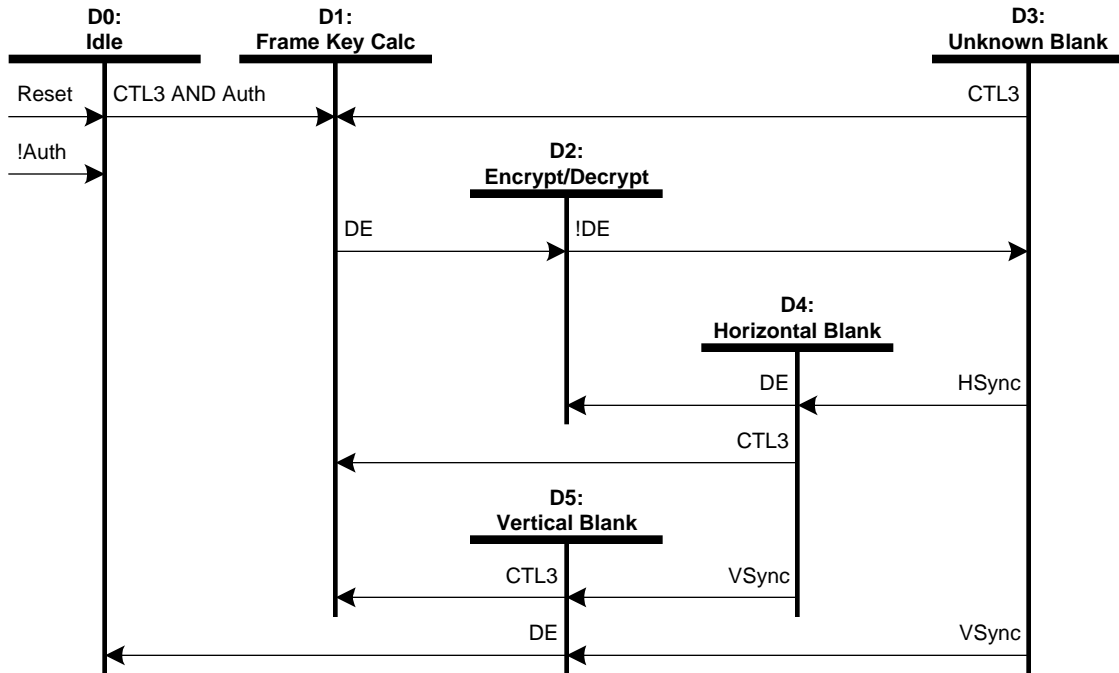 D0:
Idle
D1:
Frame Key Calc
D3:
Unknown Blank
Reset
CTL3 AND Auth
CTL3
!Auth
D2:
Encrypt/Decrypt
DE
!DE
D4:
Horizontal Blank
DE
HSync
CTL3
D5:
Vertical Blank
CTL3
VSync
DE
VSync